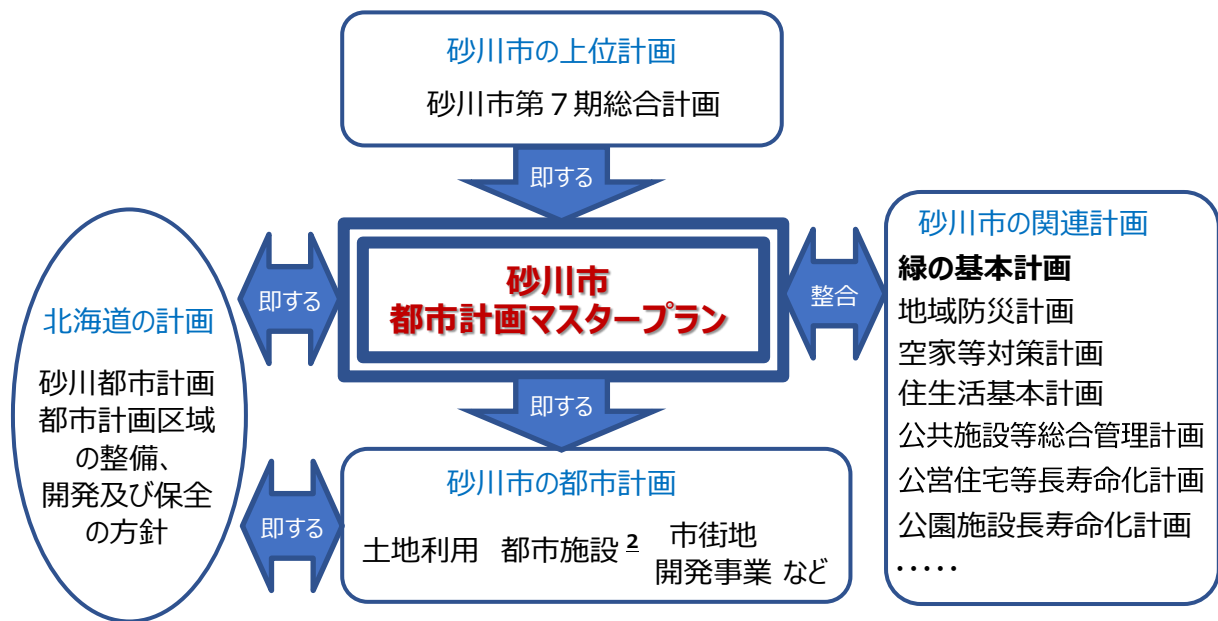 砂川市の上位計画
砂川市第７期総合計画
即する
北海道の計画
砂川都市計画
都市計画区域
の整備、
開発及び保全
の方針
即する
砂川市
都市計画マスタープラン
整合
砂川市の関連計画
緑の基本計画
地域防災計画
空家等対策計画
住生活基本計画
公共施設等総合管理計画
公営住宅等長寿命化計画
公園施設長寿命化計画
・・・・・
即する
即する
砂川市の都市計画
土地利用 都市施設 2 市街地
開発事業 など